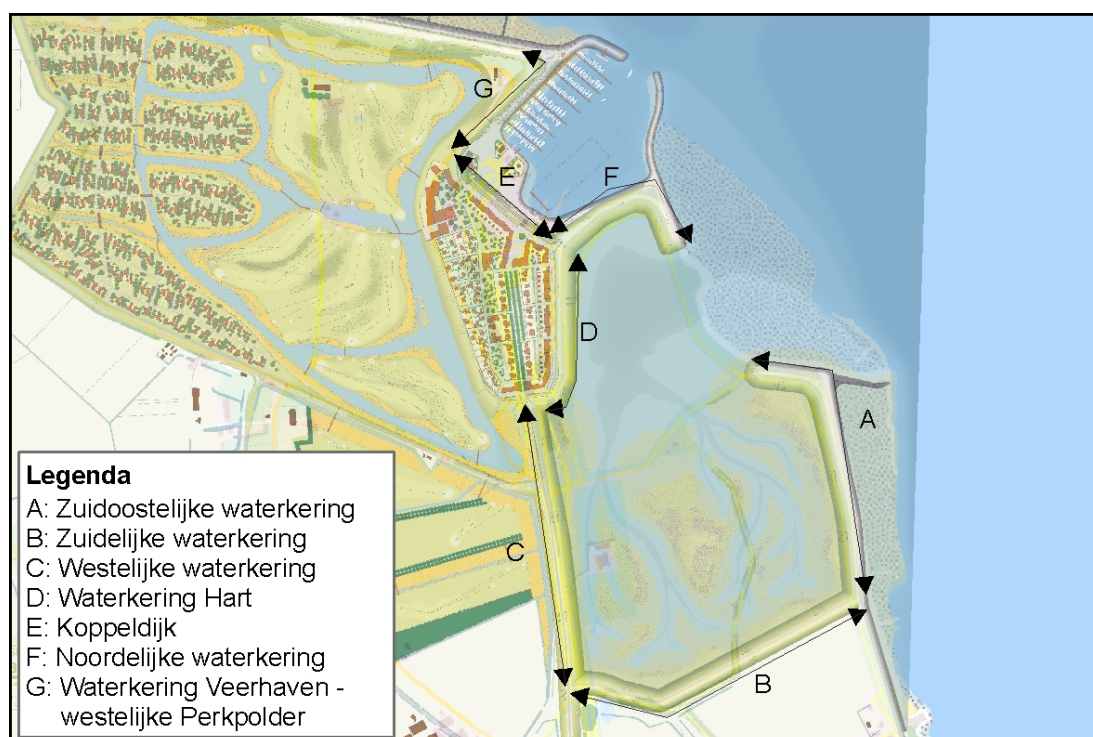 G
E
F
D
A
C
B
Legenda
A: Zuidoostelijke waterkering
B: Zuidelijke waterkering
C: Westelijke waterkering
D: Waterkering Hart
E: Koppeldijk
F: Noordelijke waterkering
G: Waterkering Veerhaven -
westelijke Perkpolder